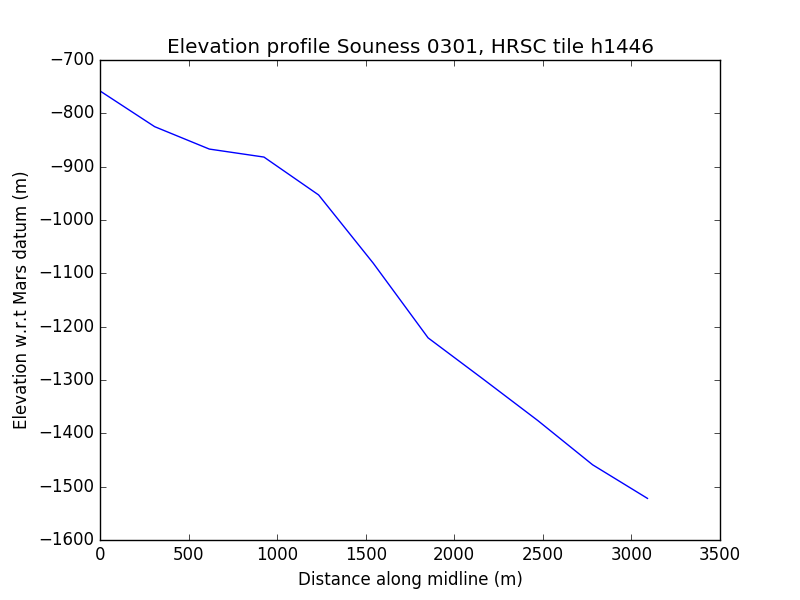 Elevation profile Souness 0301, HRSC tile h1446
−700
−800
−900
−1000
−1100
−1200
−1300
−1400
−1500
−1600
Elevation w.r.t Mars datum (m)
0 500 1000 1500 2000 2500 3000 3500
Distance along midline (m)